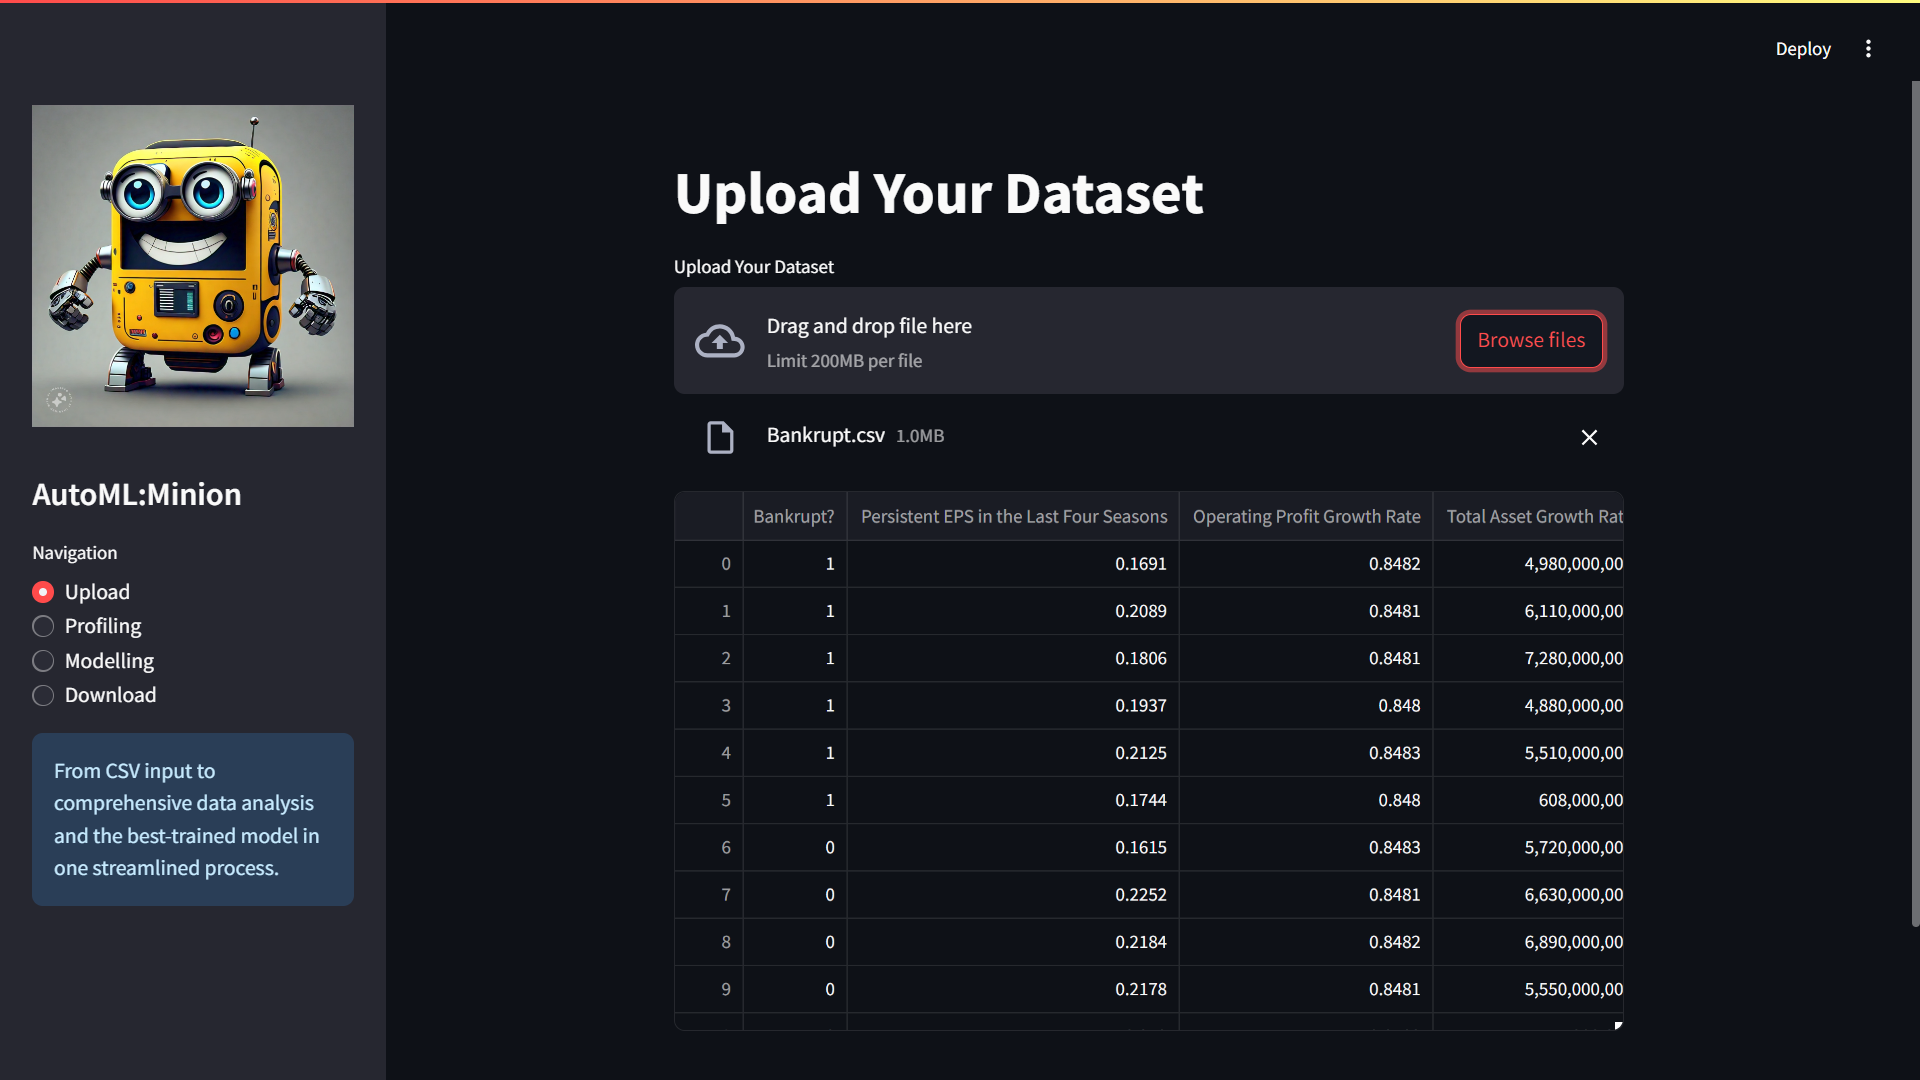 Deploy
AutoML:Minion
Navigation
Upload
Profiling
Modelling
Download
From CSV input to
comprehensive data analysis
and the best-trained model in
one streamlined process.
Upload Your Dataset
Upload Your Dataset
Drag and drop file here
Limit 200MB per file
Browse files
Bankrupt.csv 1.0MB
Bankrupt? Persistent EPS in the Last Four Seasons Operating Profit Growth Rate Total Asset Growth Rat
0 1 0.1691 0.8482 4,980,000,00
1 1 0.2089 0.8481 6,110,000,00
2 1 0.1806 0.8481 7,280,000,00
3 1 0.1937 0.848 4,880,000,00
4 1 0.2125 0.8483 5,510,000,00
5 1 0.1744 0.848 608,000,00
6 0 0.1615 0.8483 5,720,000,00
7 0 0.2252 0.8481 6,630,000,00
8 0 0.2184 0.8482 6,890,000,00
9 0 0.2178 0.8481 5,550,000,00